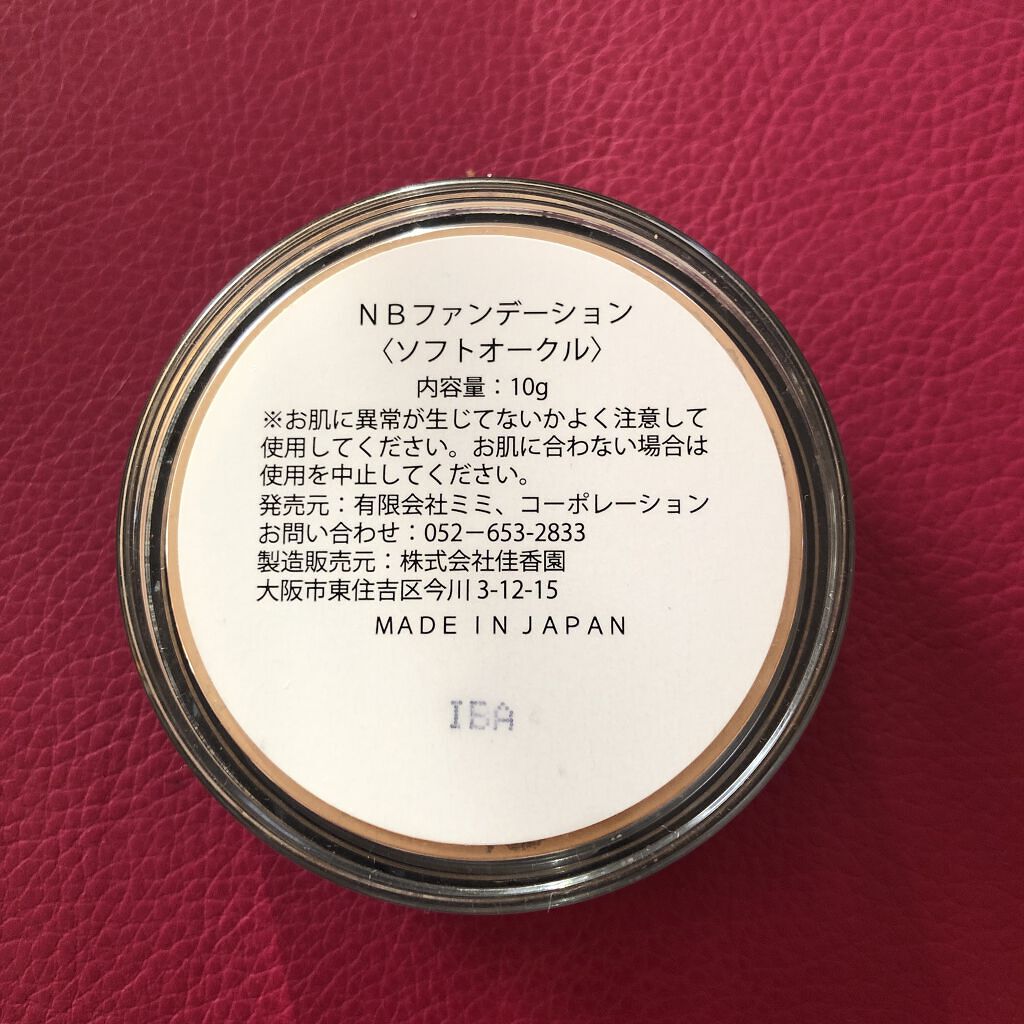 NBファンデーション
〈ソフトオークル〉
内容量：10g
※お肌に異常が生じてないかよく注意して
使用してください。お肌に合わない場合は
使用を中止してください。
発売元：有限会社ミミ、コーポレーション
お問い合わせ：052－653-2833
製造販売元：株式会社佳香園
大阪市東住吉区今川3-12-15
MADE IN JAPAN